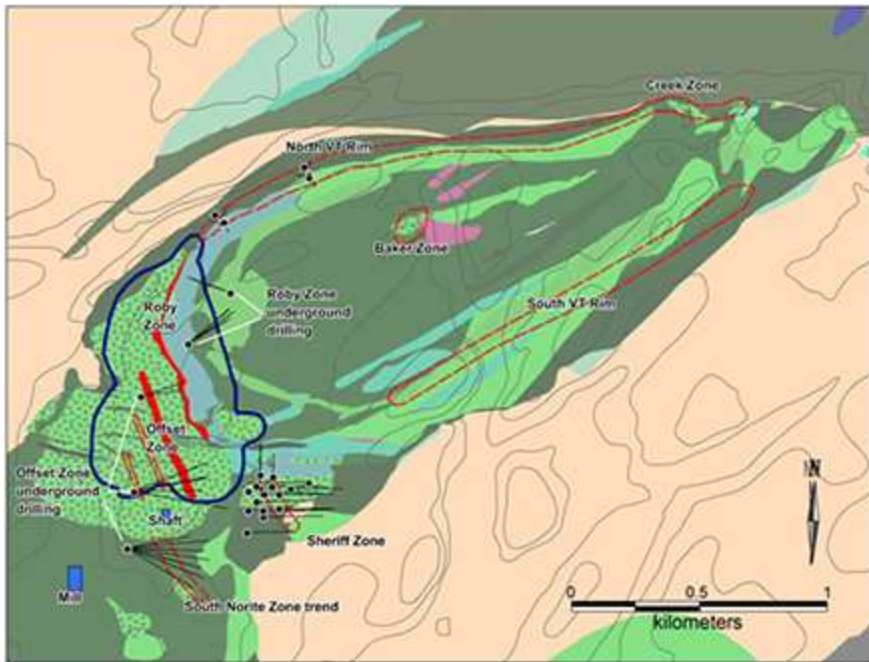 Creek Zone
North VT Rim
Baker Zone
Roby
Zone
Roby Zone
underground
drilling
South VT Rim
Offset
Zone
Offset Zone
underground
drilling
Shaft
Sheriff Zone
N
Mill
South Norite Zone trend
0 0.5 1
kilometers